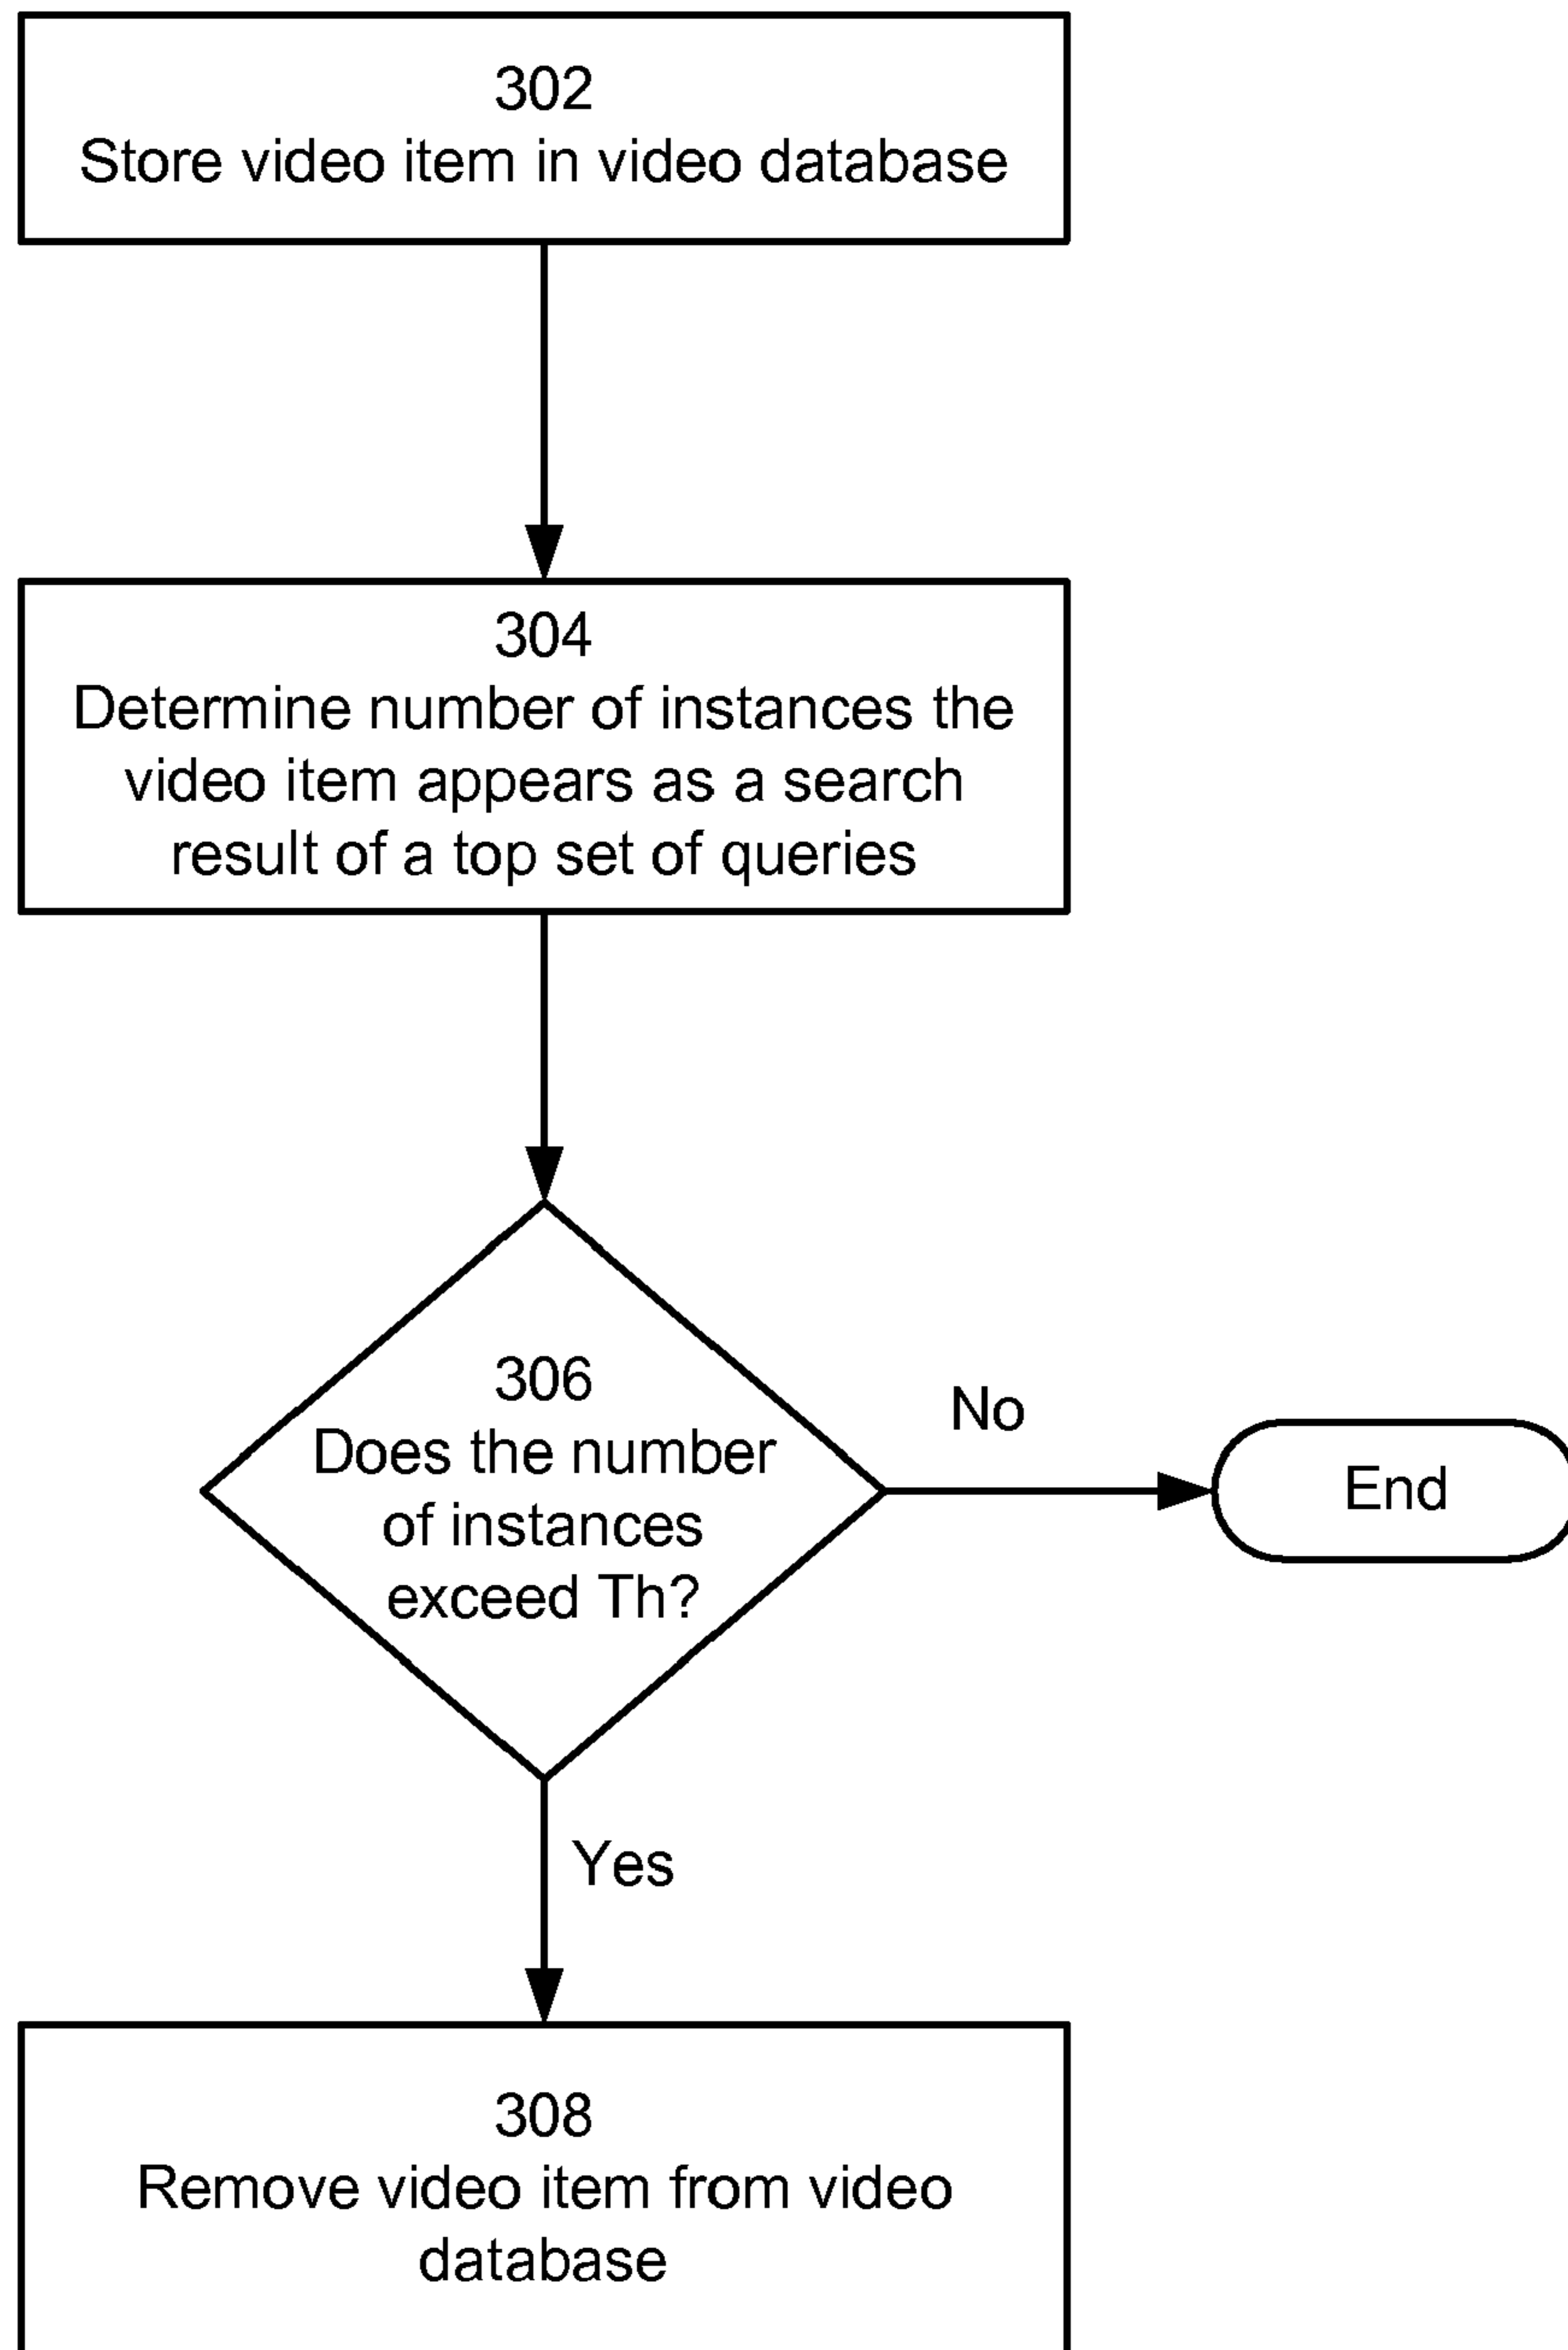 302
Store video item in video database
304
Determine number of instances the
video item appears as a search
result of a top set of queries
306
Does the number
of instances
exceed Th?
No
End
Yes
308
Remove video item from video
database